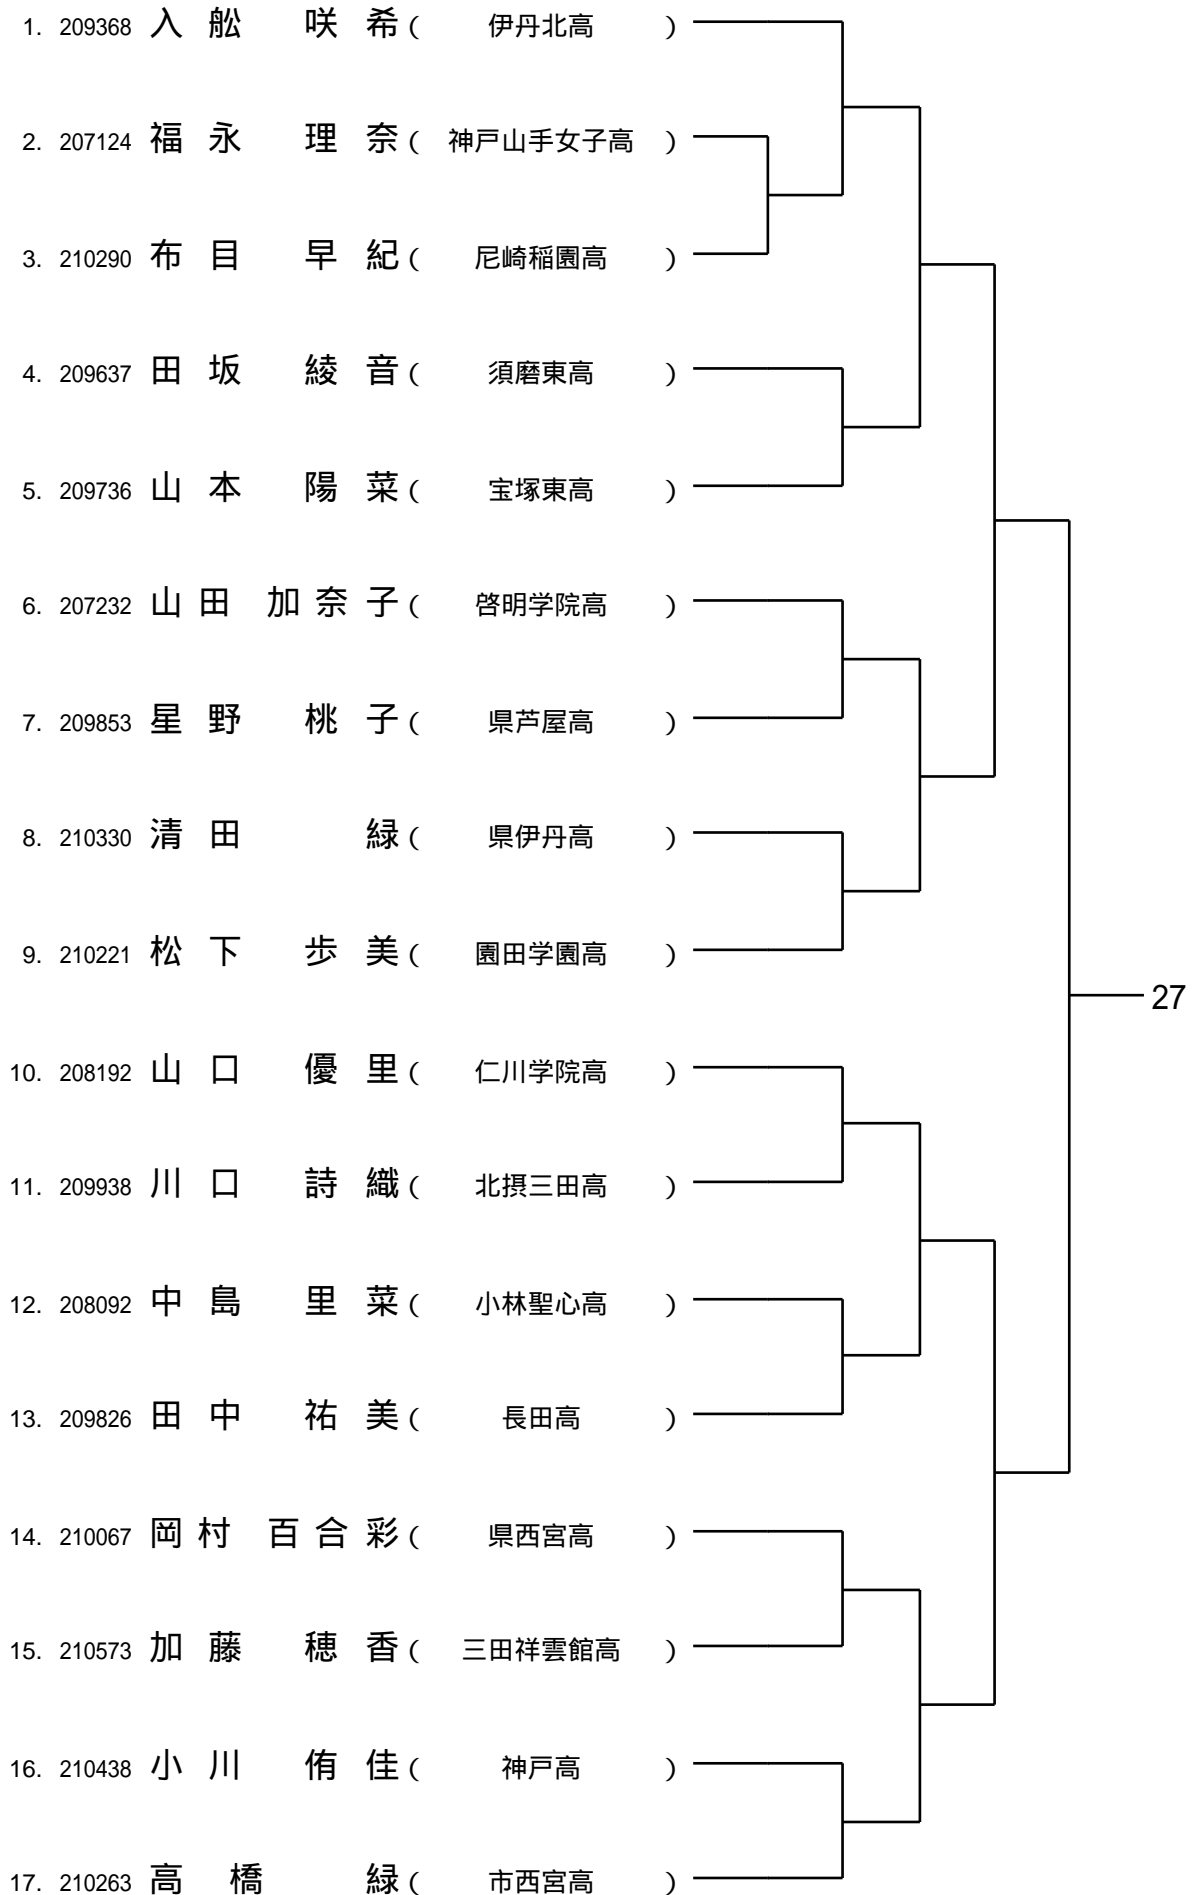 1. 209368 入舩 咲希 ( 伊丹北高 )
2. 207124 福永 理奈 ( 神戸山手女子高 )
3. 210290 布目 早紀 ( 尼崎稲園高 )
4. 209637 田坂 綾音 ( 須磨東高 )
5. 209736 山本 陽菜 ( 宝塚東高 )
6. 207232 山田 加奈子 ( 啓明学院高 )
7. 209853 星野 桃子 ( 県芦屋高 )
8. 210330 清田 緑 ( 県伊丹高 )
9. 210221 松下 歩美 ( 園田学園高 )
27
10. 208192 山口 優里 ( 仁川学院高 )
11. 209938 川口 詩織 ( 北摂三田高 )
12. 208092 中島 里菜 ( 小林聖心高 )
13. 209826 田中 祐美 ( 長田高 )
14. 210067 岡村 百合彩 ( 県西宮高 )
15. 210573 加藤 穂香 ( 三田祥雲館高 )
16. 210438 小川 侑佳 ( 神戸高 )
17. 210263 高橋 緑 ( 市西宮高 )